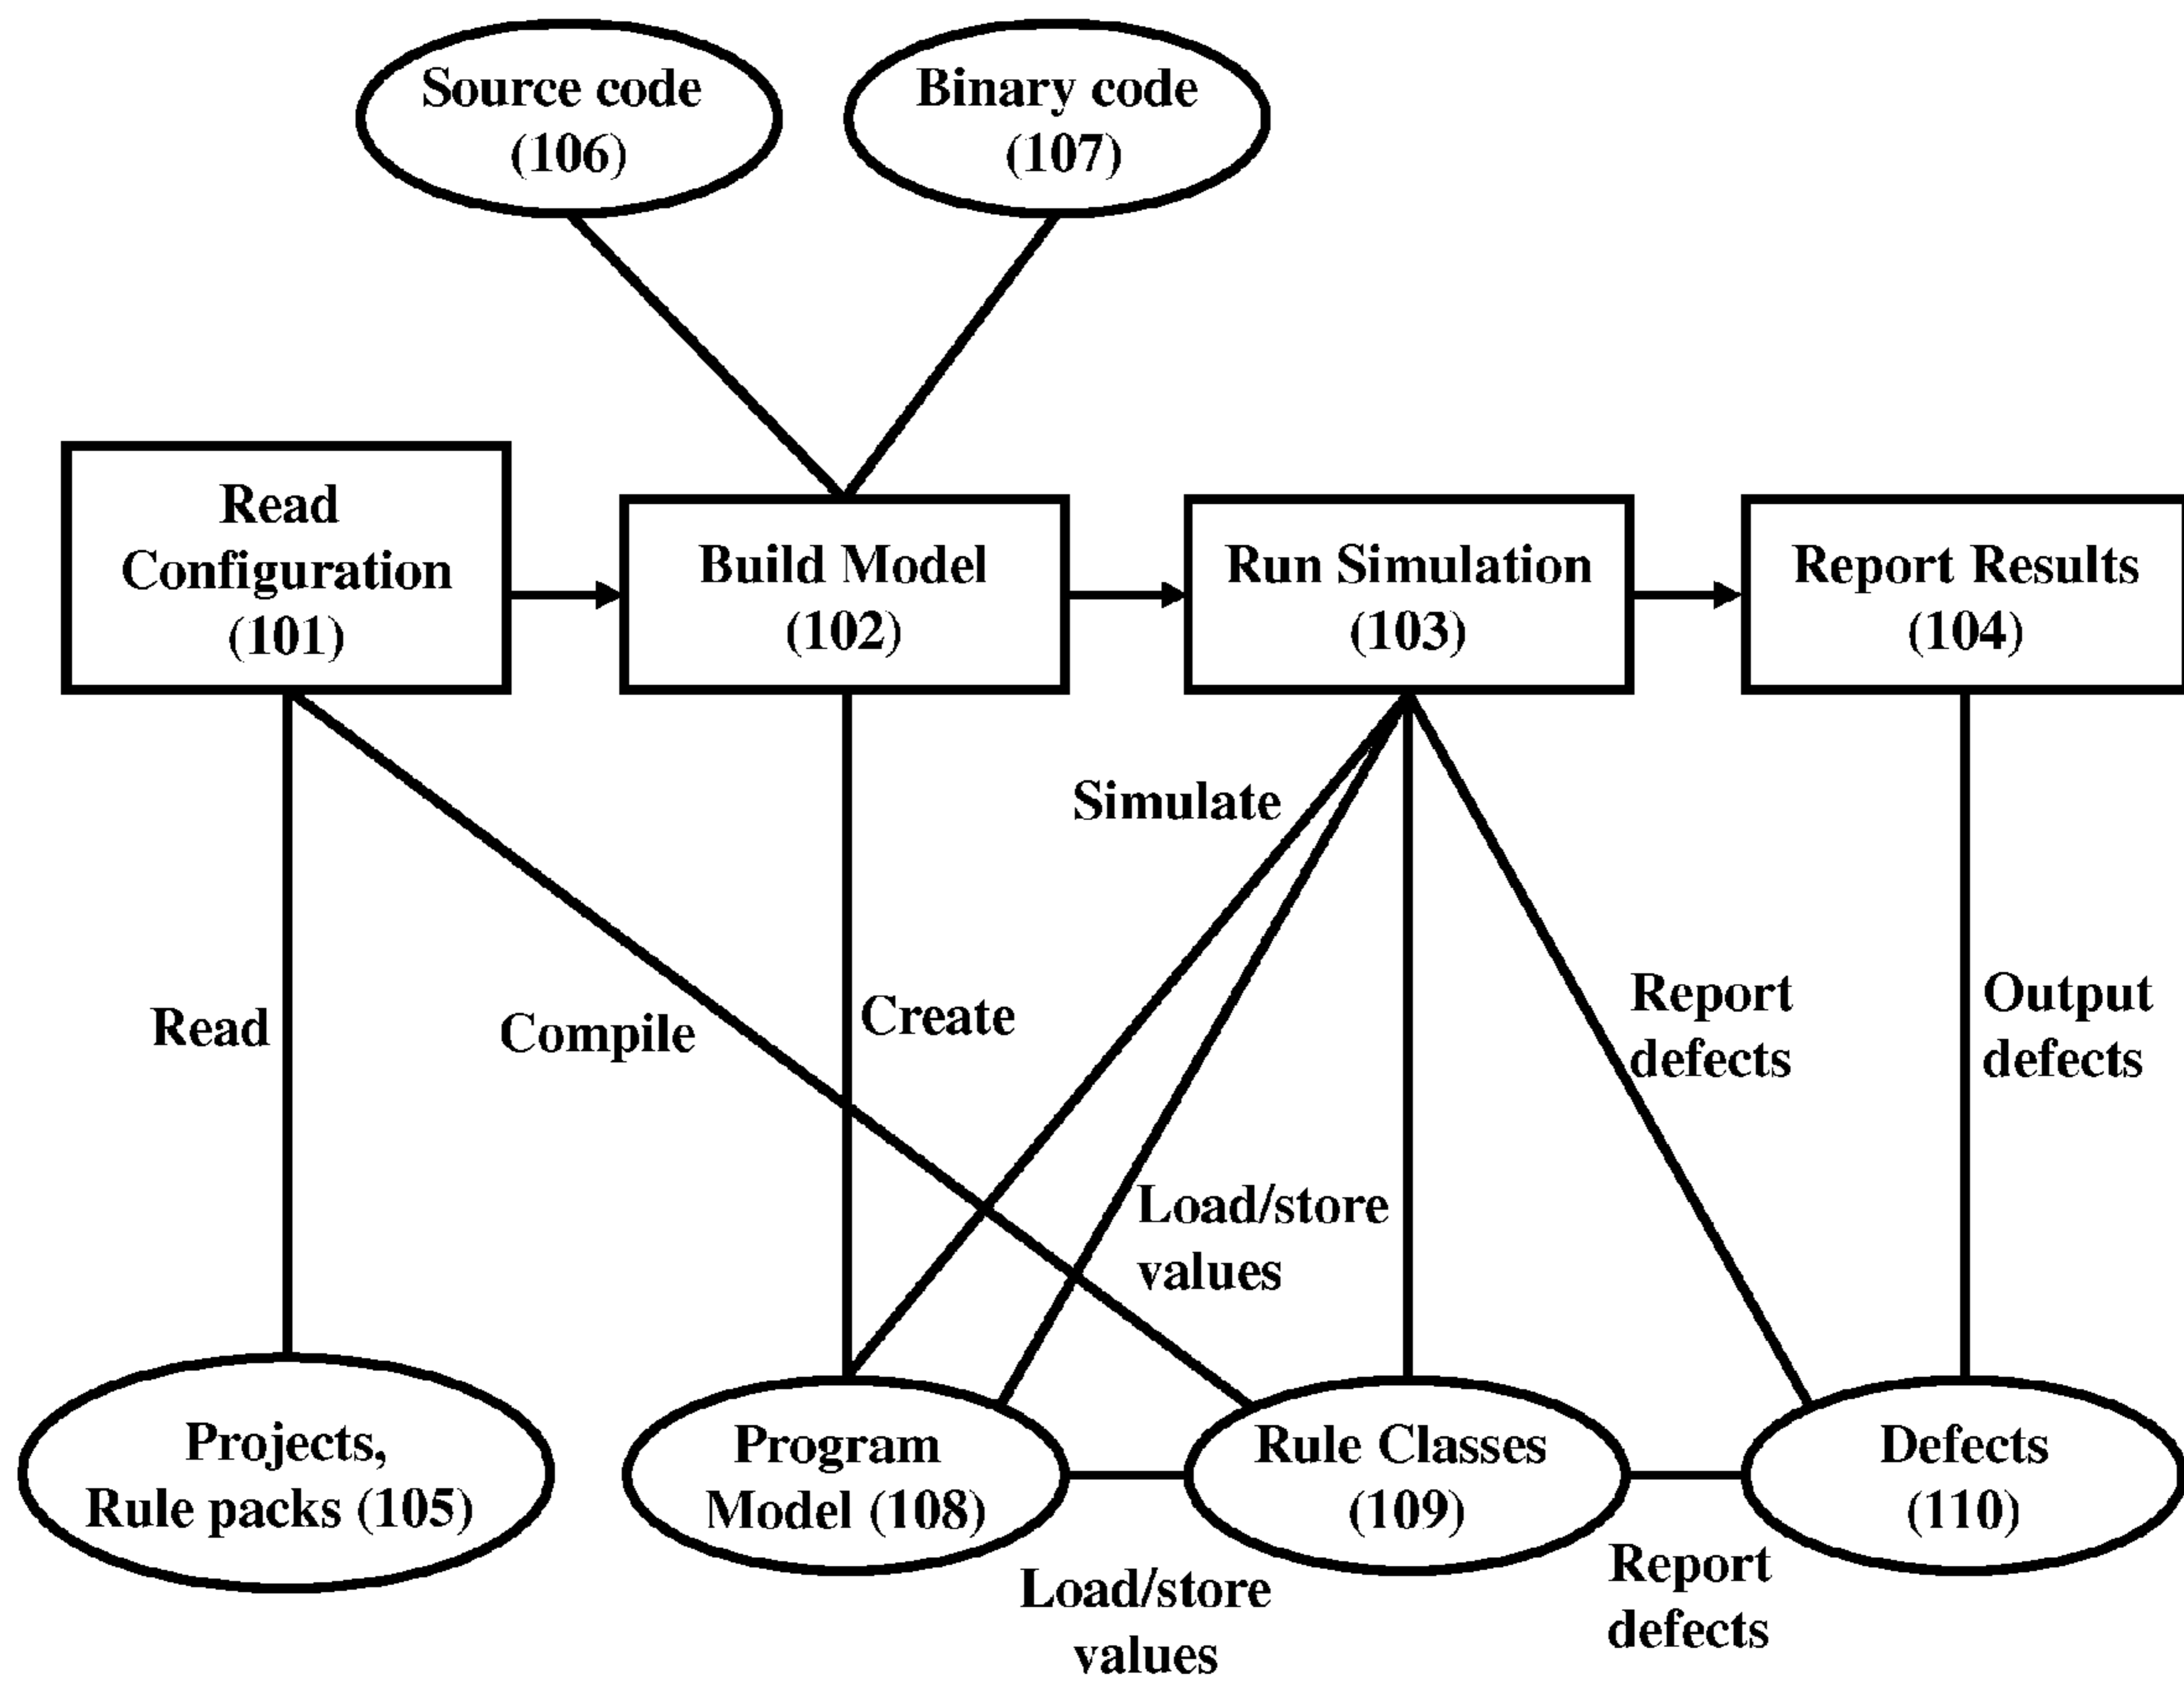 Source code
(106)
Binary code
(107)
Read
Configuration
(101)
Build Model
(102)
Run Simulation
(103)
Report Results
(104)
Simulate
Read
Compile
Create
Report
defects
Output
defects
Load/store
values
Projects,
Rule packs (105)
Program
Model (108)
Rule Classes
(109)
Defects
(110)
Load/store
values
Report
defects